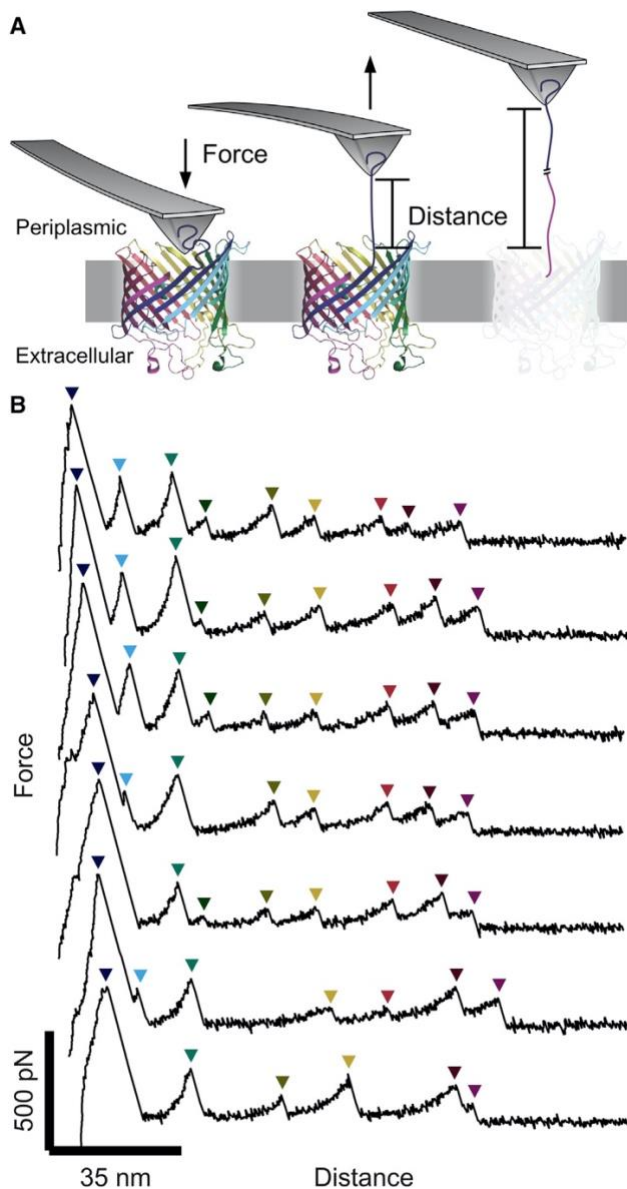 A
Force
Periplasmic
Distance
Extracellular
B
Force
500 pN
35 nm
Distance